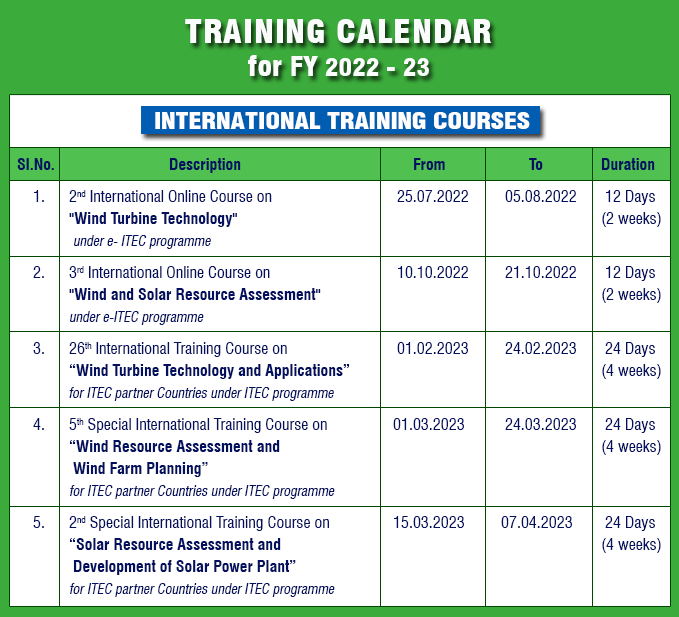 TRAINING CALENDAR
for FY 2022 - 23
INTERNATIONAL TRAINING COURSES
Sl.No. Description From To Duration
1. 2nd International Online Course on 25.07.2022 05.08.2022 12 Days
"Wind Turbine Technology" (2 weeks)
under e- ITEC programme
2. 3rd International Online Course on 10.10.2022 21.10.2022 12 Days
"Wind and Solar Resource Assessment" (2 weeks)
under e-ITEC programme
3. 26th International Training Course on 01.02.2023 24.02.2023 24 Days
“Wind Turbine Technology and Applications” (4 weeks)
for ITEC partner Countries under ITEC programme
4. 5th Special International Training Course on 01.03.2023 24.03.2023 24 Days
“Wind Resource Assessment and (4 weeks)
Wind Farm Planning”
for ITEC partner Countries under ITEC programme
5. 2nd Special International Training Course on 15.03.2023 07.04.2023 24 Days
“Solar Resource Assessment and (4 weeks)
Development of Solar Power Plant”
for ITEC partner Countries under ITEC programme